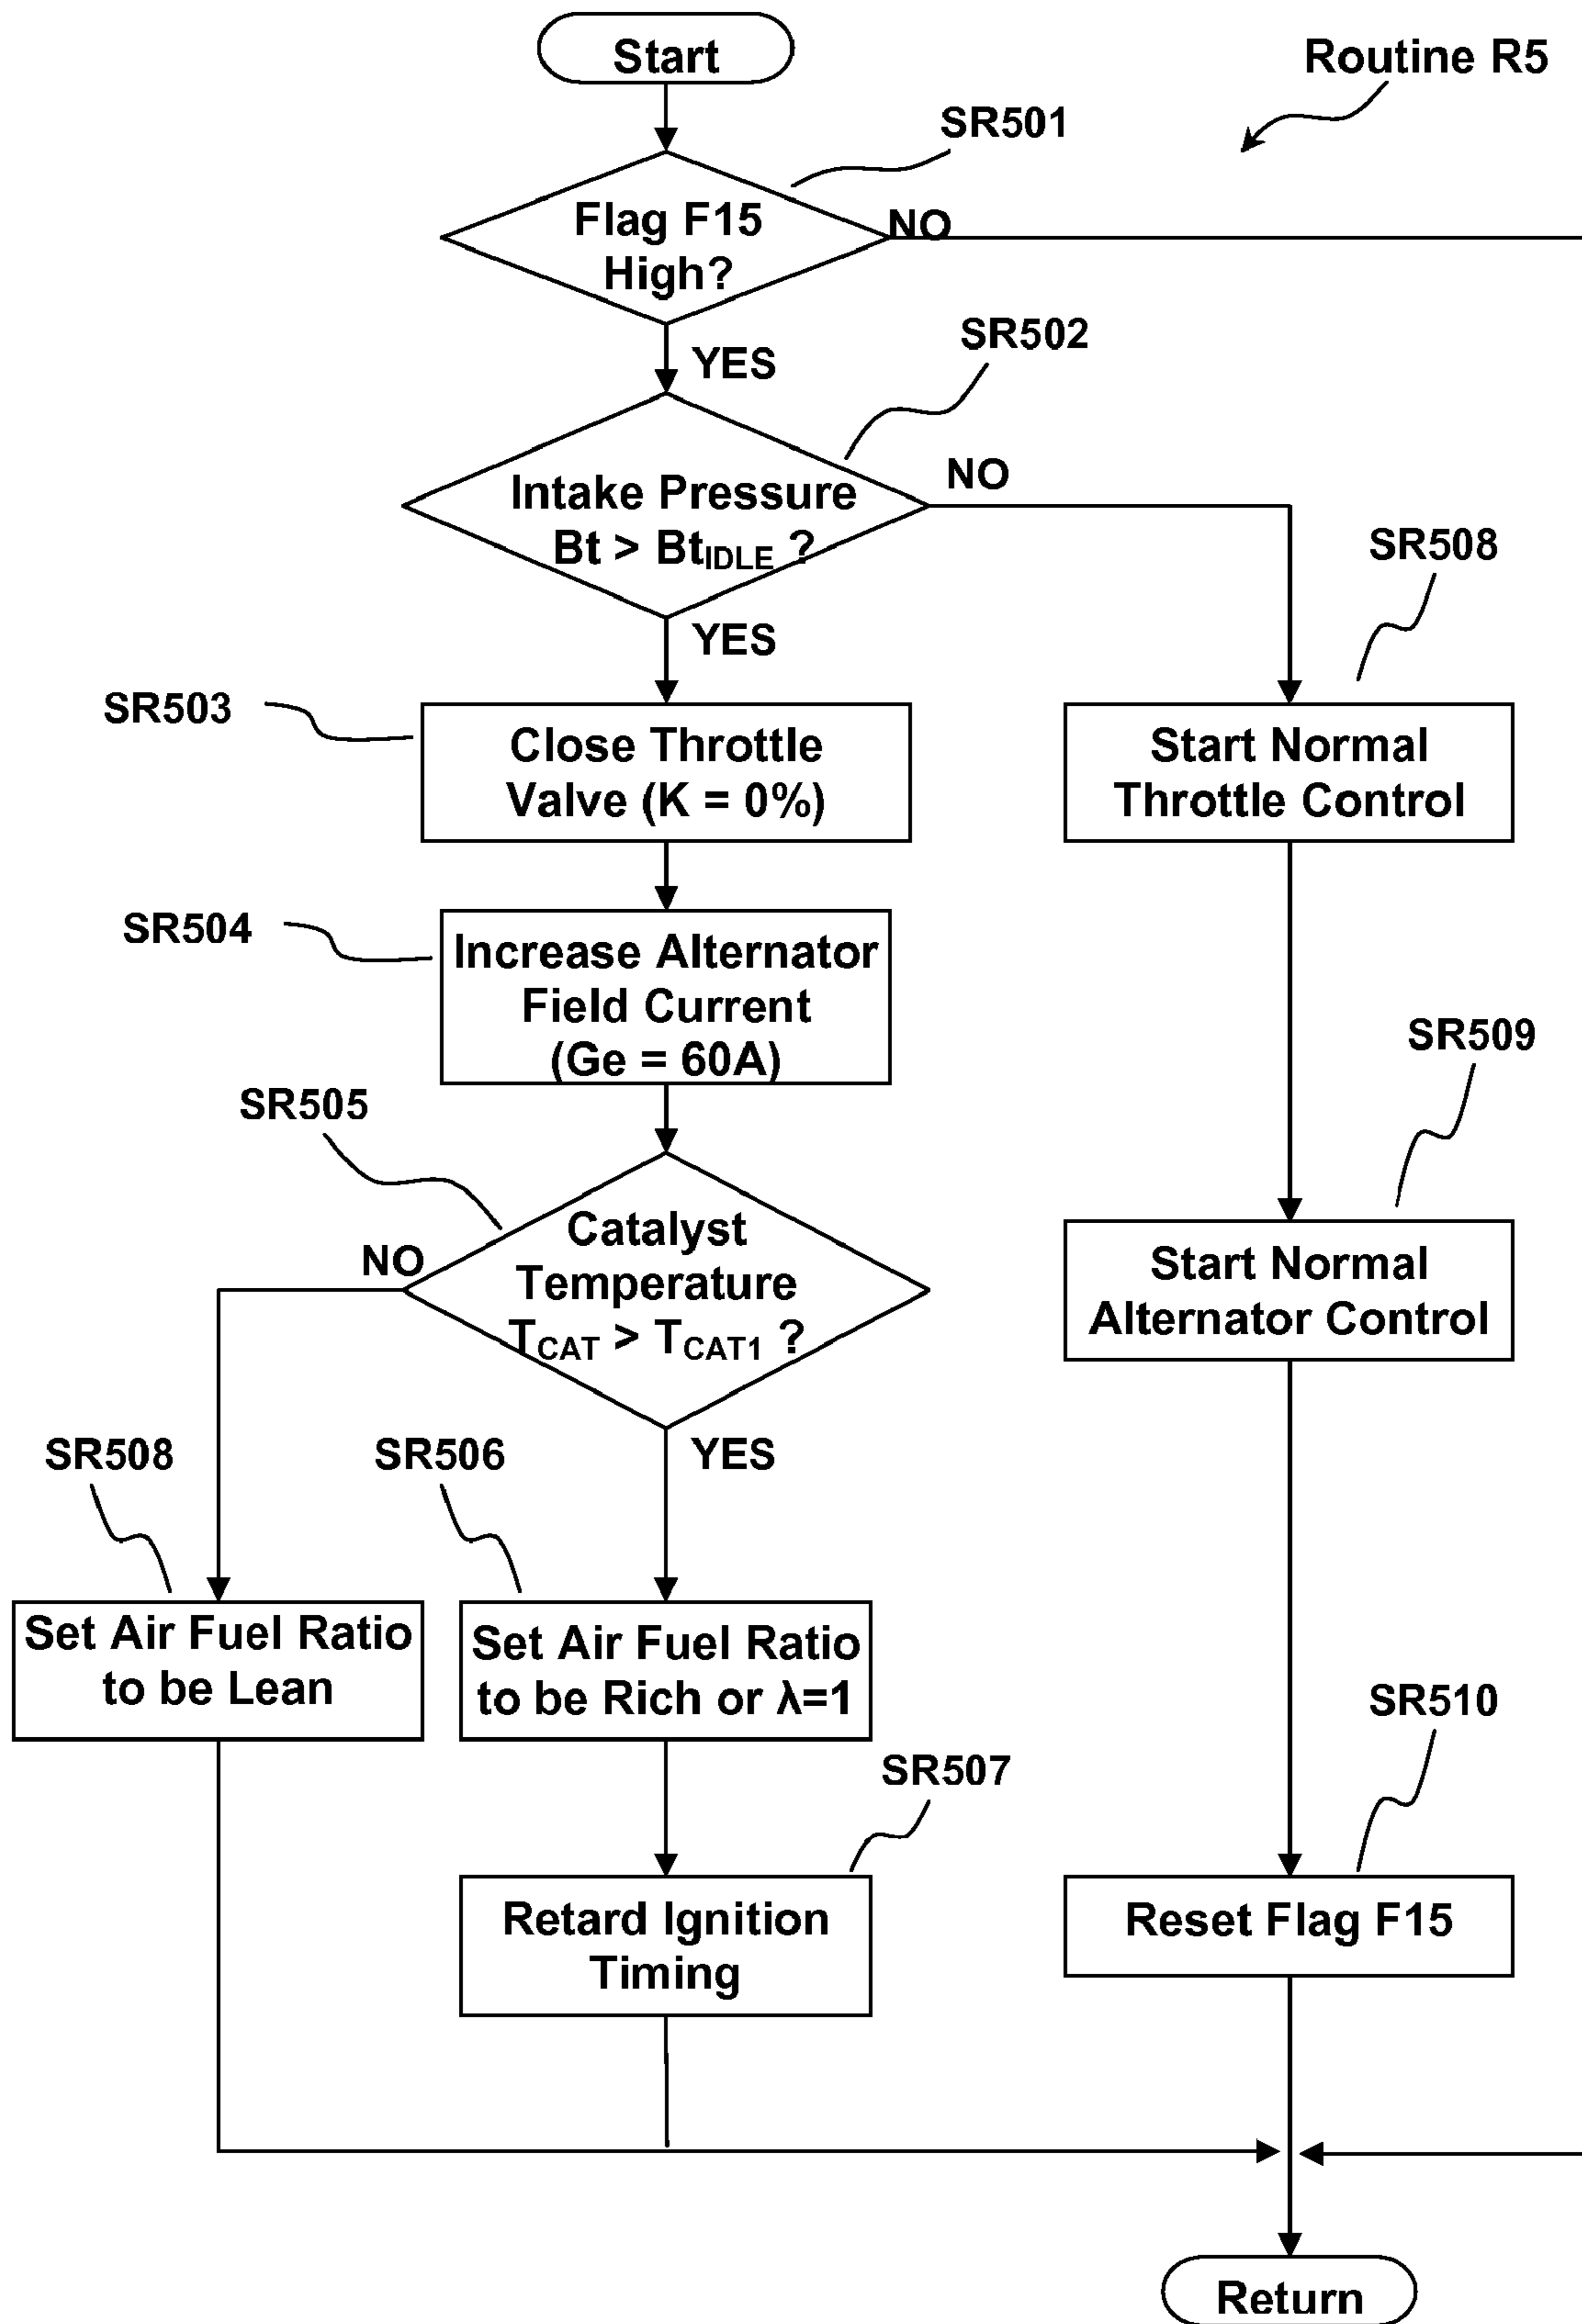 Start
Routine R5
SR501
Flag F15
High?
NO
YES
SR502
Intake Pressure
Bt > BtIDLE ?
NO
YES
SR508
SR503
Close Throttle
Valve (K = 0%)
Start Normal
Throttle Control
SR504
Increase Alternator
Field Current
(Ge = 60A)
SR509
SR505
Catalyst
Temperature
TCAT > TCAT1 ?
NO
YES
Start Normal
Alternator Control
SR508
SR506
Set Air Fuel Ratio
to be Lean
Set Air Fuel Ratio
to be Rich or λ=1
SR510
SR507
Retard Ignition
Timing
Reset Flag F15
Return